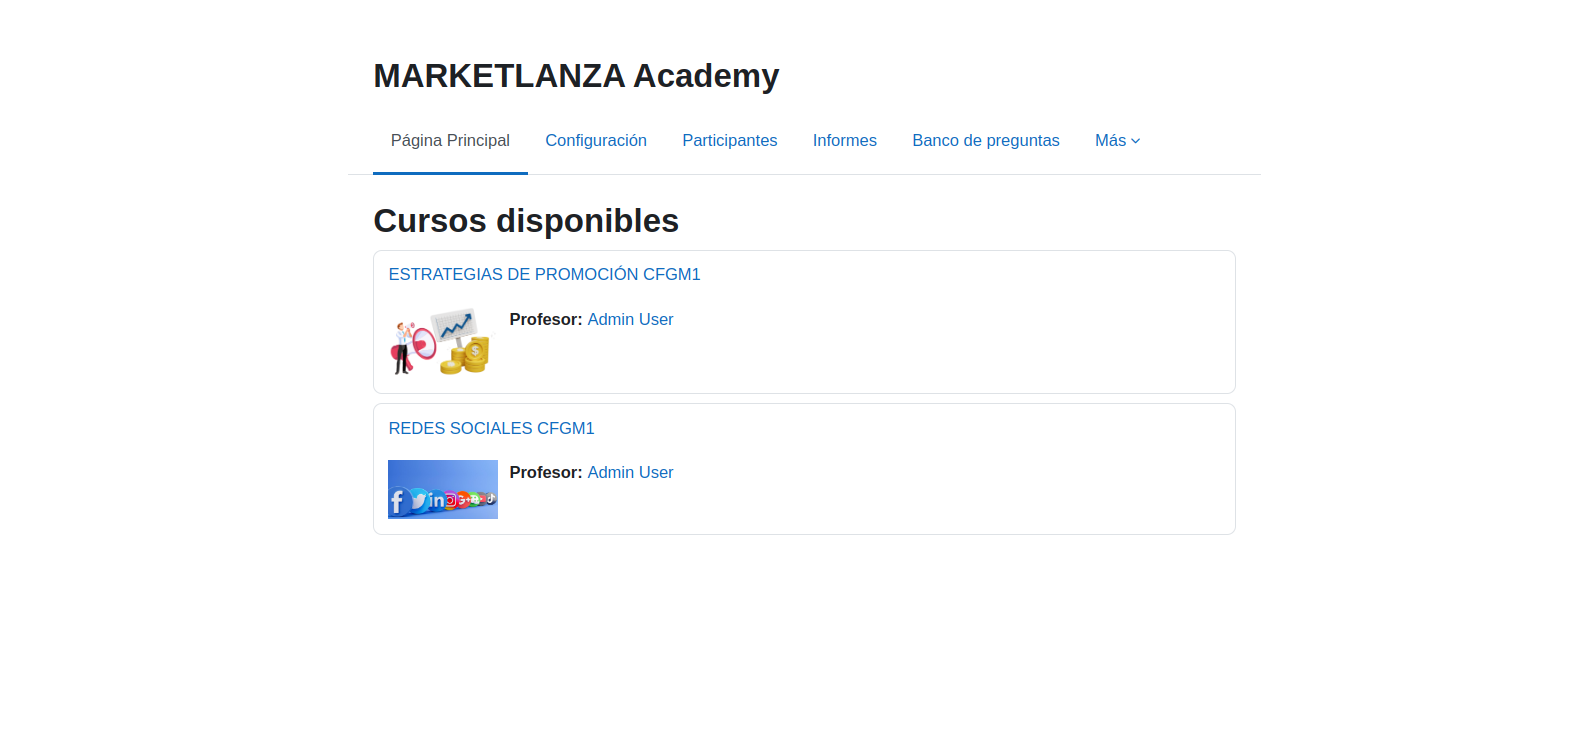 MARKETLANZA Academy
Página Principal Configuración Participantes Informes Banco de preguntas Más
Cursos disponibles
ESTRATEGIAS DE PROMOCIÓN CFGM1
Profesor: Admin User
REDES SOCIALES CFGM1
Profesor: Admin User